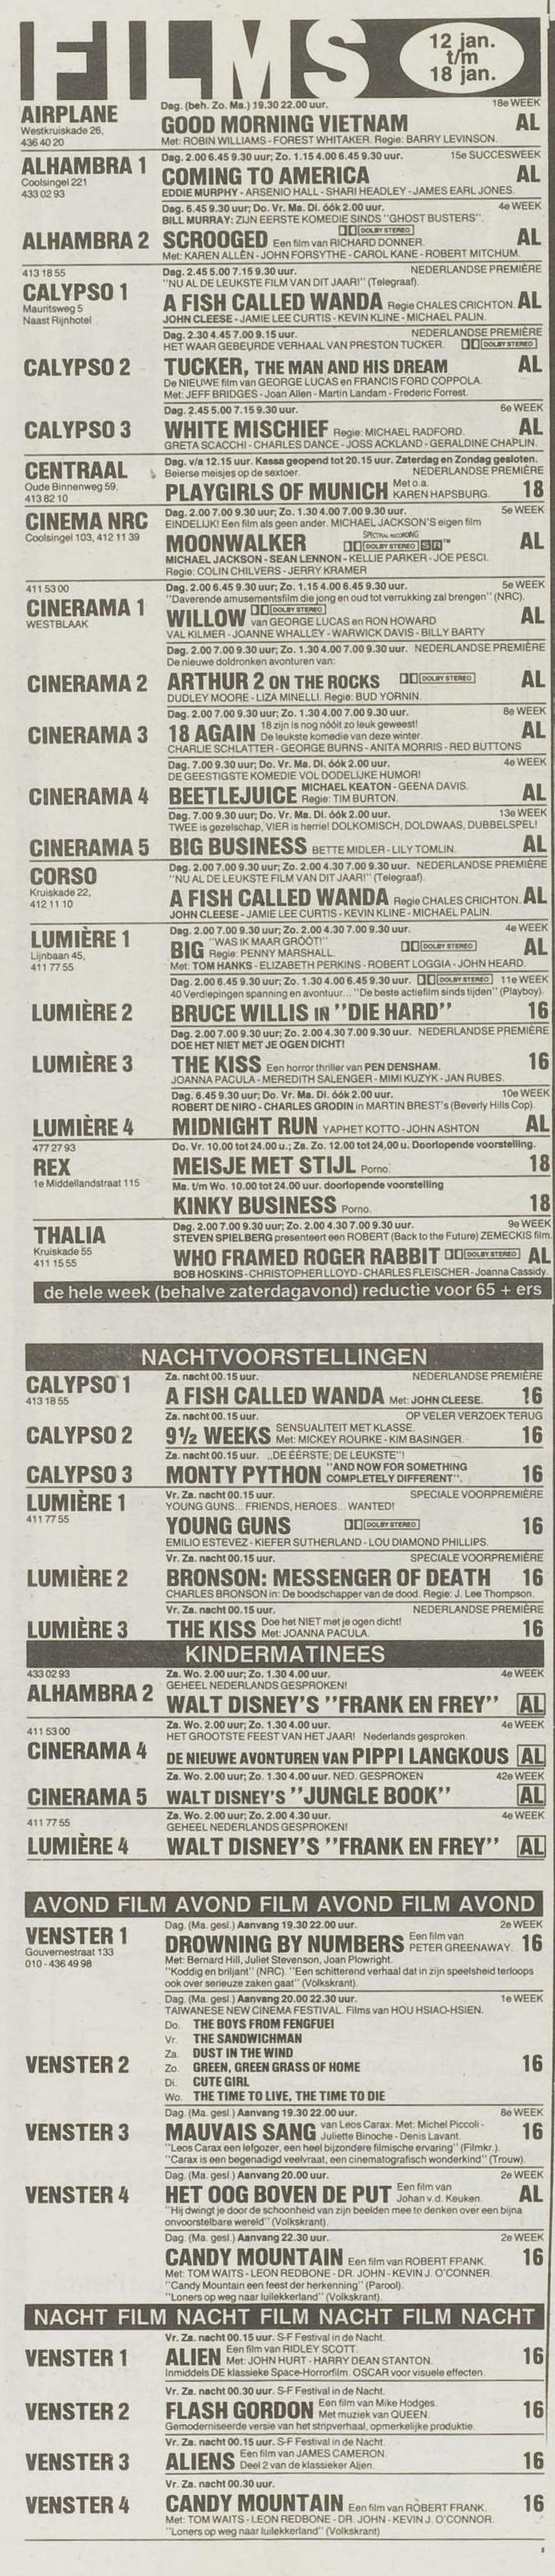 FILMS
12 jan.
t/m
18 jan.
AIRPLANE
Westkruiskade 26,
436 40 20
Dag. (beh. Zo. Ma.) 19.30 22.00 uur. 18e WEEK
GOOD MORNING VIETNAM AL
Met: ROBIN WILLIAMS - FOREST WHITAKER. Regie: BARRY LEVINSON.
ALHAMBRA 1
Coolsingel 221
433 02 93
Dag. 2.00 6.45 9.30 uur; Zo. 1.15 4.00 6.45 9.30 uur. 15e SUCCESWEEK
COMING TO AMERICA AL
EDDIE MURPHY - ARSENIO HALL - SHARI HEADLEY - JAMES EARL JONES.
Dag. 6.45 9.30 uur; Do. Vr. Ma. Di. óók 2.00 uur. 4e WEEK
BILL MURRAY: ZIJN EERSTE KOMEDIE SINDS "GHOST BUSTERS".
DOLBY STEREO
ALHAMBRA 2 SCROOGED Een film van RICHARD DONNER. AL
Met: KAREN ALLÈN - JOHN FORSYTHE - CAROL KANE - ROBERT MITCHUM.
413 18 55
CALYPSO 1
Mauritsweg 5
Naast Rijnhotel
Dag. 2.45 5.00 7.15 9.30 uur. NEDERLANDSE PREMIÈRE
"NU AL DE LEUKSTE FILM VAN DIT JAAR!" (Telegraaf).
A FISH CALLED WANDA Regie CHALES CRICHTON. AL
JOHN CLEESE - JAMIE LEE CURTIS - KEVIN KLINE - MICHAEL PALIN.
Dag. 2.30 4.45 7.00 9.15 uur. NEDERLANDSE PREMIÈRE
HET WAAR GEBEURDE VERHAAL VAN PRESTON TUCKER. DOLBY STEREO
CALYPSO 2 TUCKER, THE MAN AND HIS DREAM AL
De NIEUWE film van GEORGE LUCAS en FRANCIS FORD COPPOLA.
Met: JEFF BRIDGES - Joan Allen - Martin Landam - Frederic Forrest.
Dag. 2.45 5.00 7.15 9.30 uur. 6e WEEK
CALYPSO 3 WHITE MISCHIEF Regie: MICHAEL RADFORD. AL
GRETA SCACCHI - CHARLES DANCE - JOSS ACKLAND - GERALDINE CHAPLIN.
CENTRAAL
Oude Binnenweg 59,
413 82 10
Dag. v/a 12.15 uur. Kassa geopend tot 20.15 uur. Zaterdag en Zondag gesloten.
Beierse meisjes op de sextoer. NEDERLANDSE PREMIÈRE
PLAYGIRLS OF MUNICH Met o.a. KAREN HAPSBURG. 18
CINEMA NRC
Coolsingel 103, 412 11 39
Dag. 2.00 7.00 9.30 uur; Zo. 1.30 4.00 7.00 9.30 uur. 5e WEEK
EINDELIJK! Een film als geen ander. MICHAEL JACKSON'S eigen film
MOONWALKER SPECTRAL RECORDING DOLBY STEREO SR™ AL
MICHAEL JACKSON - SEAN LENNON - KELLIE PARKER - JOE PESCI.
Regie: COLIN CHILVERS - JERRY KRAMER
411 53 00
CINERAMA 1
WESTBLAAK
Dag. 2.00 6.45 9.30 uur; Zo. 1.15 4.00 6.45 9.30 uur. 5e WEEK
"Daverende amusementsfilm die jong en oud tot verrukking zal brengen" (NRC).
WILLOW DOLBY STEREO van GEORGE LUCAS en RON HOWARD AL
VAL KILMER - JOANNE WHALLEY - WARWICK DAVIS - BILLY BARTY
Dag. 2.00 7.00 9.30 uur; Zo. 1.30 4.00 7.00 9.30 uur. NEDERLANDSE PREMIÈRE
De nieuwe doldronken avonturen van:
CINERAMA 2 ARTHUR 2 ON THE ROCKS DOLBY STEREO AL
DUDLEY MOORE - LIZA MINELLI. Regie: BUD YORNIN.
Dag. 2.00 7.00 9.30 uur; Zo. 1.30 4.00 7.00 9.30 uur. 8e WEEK
CINERAMA 3 18 AGAIN 18 zijn is nog nóóit zo leuk geweest! De leukste komedie van deze winter. AL
CHARLIE SCHLATTER - GEORGE BURNS - ANITA MORRIS - RED BUTTONS
Dag. 7.00 9.30 uur; Do. Vr. Ma. Di. óók 2.00 uur. 4e WEEK
DE GEESTIGSTE KOMEDIE VOL DODELIJKE HUMOR!
CINERAMA 4 BEETLEJUICE MICHAEL KEATON - GEENA DAVIS. Regie: TIM BURTON. AL
Dag. 7.00 9.30 uur; Do. Vr. Ma. Di. óók 2.00 uur. 13e WEEK
TWEE is gezelschap, VIER is herrie! DOLKOMISCH, DOLDWAAS, DUBBELSPEL!
CINERAMA 5 BIG BUSINESS BETTE MIDLER - LILY TOMLIN. AL
CORSO
Kruiskade 22,
412 11 10
Dag. 2.00 7.00 9.30 uur; Zo. 2.00 4.30 7.00 9.30 uur. NEDERLANDSE PREMIÈRE
"NU AL DE LEUKSTE FILM VAN DIT JAAR!" (Telegraaf).
A FISH CALLED WANDA Regie CHALES CRICHTON. AL
JOHN CLEESE - JAMIE LEE CURTIS - KEVIN KLINE - MICHAEL PALIN.
LUMIÈRE 1
Lijnbaan 45,
411 77 55
Dag. 2.00 7.00 9.30 uur; Zo. 2.00 4.30 7.00 9.30 uur. 4e WEEK
BIG "WAS IK MAAR GRÓÓT!" Regie: PENNY MARSHALL. DOLBY STEREO AL
Met: TOM HANKS - ELIZABETH PERKINS - ROBERT LOGGIA - JOHN HEARD.
Dag. 2.00 6.45 9.30 uur; Zo. 1.30 4.00 6.45 9.30 uur. DOLBY STEREO 11e WEEK
40 Verdiepingen spanning en avontuur... "De beste actiefilm sinds tijden" (Playboy).
LUMIÈRE 2 BRUCE WILLIS IN "DIE HARD" 16
Dag. 2.00 7.00 9.30 uur; Zo. 2.00 4.30 7.00 9.30 uur. NEDERLANDSE PREMIÈRE
DOE HET NIET MET JE OGEN DICHT!
LUMIÈRE 3 THE KISS Een horror thriller van PEN DENSHAM. 16
JOANNA PACULA - MEREDITH SALENGER - MIMI KUZYK - JAN RUBES.
Dag. 6.45 9.30 uur; Do. Vr. Ma. Di. óók 2.00 uur. 10e WEEK
ROBERT DE NIRO - CHARLES GRODIN in MARTIN BREST's (Beverly Hills Cop).
LUMIÈRE 4 MIDNIGHT RUN YAPHET KOTTO - JOHN ASHTON AL
477 27 93
REX
1e Middellandstraat 115
Do. Vr. 10.00 tot 24.00 u.; Za. Zo. 12.00 tot 24,00 u. Doorlopende voorstelling.
MEISJE MET STIJL Porno. 18
Ma. t/m Wo. 10.00 tot 24.00 uur. doorlopende voorstelling
KINKY BUSINESS Porno. 18
THALIA
Kruiskade 55
411 15 55
Dag. 2.00 7.00 9.30 uur; Zo. 2.00 4.30 7.00 9.30 uur. 9e WEEK
STEVEN SPIELBERG presenteert een ROBERT (Back to the Future) ZEMECKIS film.
WHO FRAMED ROGER RABBIT DOLBY STEREO AL
BOB HOSKINS - CHRISTOPHER LLOYD - CHARLES FLEISCHER - Joanna Cassidy.
de hele week (behalve zaterdagavond) reductie voor 65 + ers
NACHTVOORSTELLINGEN
CALYPSO 1
413 18 55
Za. nacht 00.15 uur. NEDERLANDSE PREMIÈRE
A FISH CALLED WANDA Met: JOHN CLEESE. 16
Za. nacht 00.15 uur. OP VELER VERZOEK TERUG
CALYPSO 2 9½ WEEKS SENSUALITEIT MET KLASSE. Met: MICKEY ROURKE - KIM BASINGER. 16
Za. nacht 00.15 uur. „DE ÉÉRSTE; DE LEUKSTE"!
CALYPSO 3 MONTY PYTHON "AND NOW FOR SOMETHING COMPLETELY DIFFERENT". 16
LUMIÈRE 1
411 77 55
Vr. Za. nacht 00.15 uur. SPECIALE VOORPREMIÈRE
YOUNG GUNS... FRIENDS, HEROES... WANTED!
YOUNG GUNS DOLBY STEREO 16
EMILIO ESTEVEZ - KIEFER SUTHERLAND - LOU DIAMOND PHILLIPS.
Vr. Za. nacht 00.15 uur. SPECIALE VOORPREMIÈRE
LUMIÈRE 2 BRONSON: MESSENGER OF DEATH 16
CHARLES BRONSON in: De boodschapper van de dood. Regie: J. Lee Thompson.
Vr. Za. nacht 00.15 uur. NEDERLANDSE PREMIÈRE
LUMIÈRE 3 THE KISS Doe het NIET met je ogen dicht! Met: JOANNA PACULA. 16
KINDERMATINEES
433 02 93
Za. Wo. 2.00 uur; Zo. 1.30 4.00 uur. 4e WEEK
GEHEEL NEDERLANDS GESPROKEN!
ALHAMBRA 2 WALT DISNEY'S "FRANK EN FREY" AL
411 53 00
Za. Wo. 2.00 uur; Zo. 1.30 4.00 uur. 4e WEEK
HET GROOTSTE FEEST VAN HET JAAR! Nederlands gesproken.
CINERAMA 4 DE NIEUWE AVONTUREN VAN PIPPI LANGKOUS AL
Za. Wo. 2.00 uur; Zo. 1.30 4.00 uur. NED. GESPROKEN 42e WEEK
CINERAMA 5 WALT DISNEY'S "JUNGLE BOOK" AL
411 77 55
Za. Wo. 2.00 uur; Zo. 2.00 4.30 uur. 4e WEEK
GEHEEL NEDERLANDS GESPROKEN!
LUMIÈRE 4 WALT DISNEY'S "FRANK EN FREY" AL
AVOND FILM AVOND FILM AVOND FILM AVOND
VENSTER 1
Gouvernestraat 133
010 - 436 49 98
Dag. (Ma. gesl.) Aanvang 19.30 22.00 uur. 2e WEEK
DROWNING BY NUMBERS Een film van PETER GREENAWAY. 16
Met: Bernard Hill, Juliet Stevenson, Joan Plowright.
"Koddig en briljant" (NRC). "Een schitterend verhaal dat in zijn speelsheid terloops
ook over serieuze zaken gaat" (Volkskrant).
Dag. (Ma. gesl.) Aanvang 20.00 22.30 uur. 1e WEEK
TAIWANESE NEW CINEMA FESTIVAL. Films van HOU HSIAO-HSIEN.
Do. THE BOYS FROM FENGFUEI
Vr. THE SANDWICHMAN
Za. DUST IN THE WIND
VENSTER 2 Zo. GREEN, GREEN GRASS OF HOME 16
Di. CUTE GIRL
Wo. THE TIME TO LIVE, THE TIME TO DIE
Dag. (Ma. gesl.) Aanvang 19.30 22.00 uur. 8e WEEK
VENSTER 3 MAUVAIS SANG van Leos Carax. Met: Michel Piccoli - Juliette Binoche - Denis Lavant. 16
"Leos Carax een lefgozer, een heel bijzondere filmische ervaring" (Filmkr.).
"Carax is een begenadigd veelvraat, een cinematografisch wonderkind" (Trouw).
Dag. (Ma. gesl.) Aanvang 20.00 uur. 2e WEEK
VENSTER 4 HET OOG BOVEN DE PUT Een film van Johan v.d. Keuken. AL
"Hij dwingt je door de schoonheid van zijn beelden mee te denken over een bijna
onvoorstelbare wereld" (Volkskrant).
Dag. (Ma. gesl.) Aanvang 22.30 uur. 2e WEEK
CANDY MOUNTAIN Een film van ROBERT FPANK. 16
Met: TOM WAITS - LEON REDBONE - DR. JOHN - KEVIN J. O'CONNER.
"Candy Mountain een feest der herkenning" (Parool).
"Loners op weg naar luilekkerland" (Volkskrant).
NACHT FILM NACHT FILM NACHT FILM NACHT
Vr. Za. nacht 00.15 uur. S-F Festival in de Nacht.
VENSTER 1 ALIEN Een film van RIDLEY SCOTT. Met: JOHN HURT - HARRY DEAN STANTON. 16
Inmiddels DE klassieke Space-Horrorfilm. OSCAR voor visuele effecten.
Vr. Za. nacht 00.30 uur. S-F Festival in de Nacht.
VENSTER 2 FLASH GORDON Een film van Mike Hodges. Met muziek van QUEEN. 16
Gemoderniseerde versie van het stripverhaal, opmerkelijke produktie.
Vr. Za. nacht 00.15 uur. S-F Festival in de Nacht.
VENSTER 3 ALIENS Een film van JAMES CAMERON. Deel 2 van de klassieker Alien. 16
Vr. Za. nacht 00.30 uur.
VENSTER 4 CANDY MOUNTAIN Een film van ROBERT FRANK. 16
Met: TOM WAITS - LEON REDBONE - DR. JOHN - KEVIN J. O'CONNOR.
"Loners op weg naar luilekkerland" (Volkskrant)